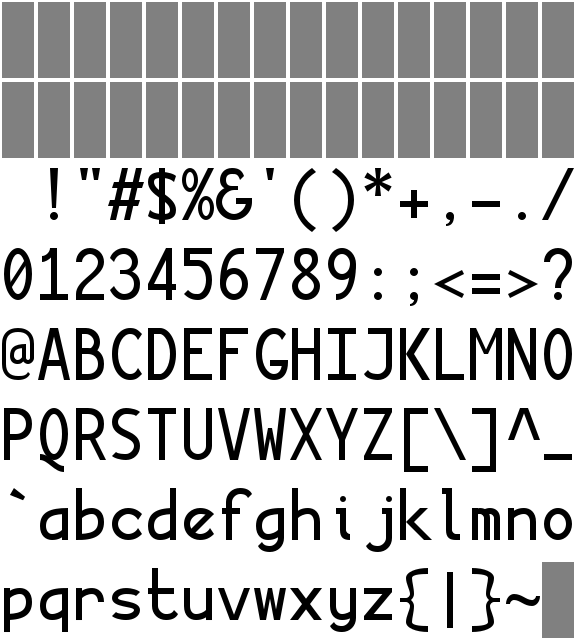 !"#$%&'()*+,-./
0123456789:;<=>?
@ABCDEFGHIJKLMNO
PQRSTUVWXYZ[\]^_
`abcdefghijklmno
pqrstuvwxyz{|}~